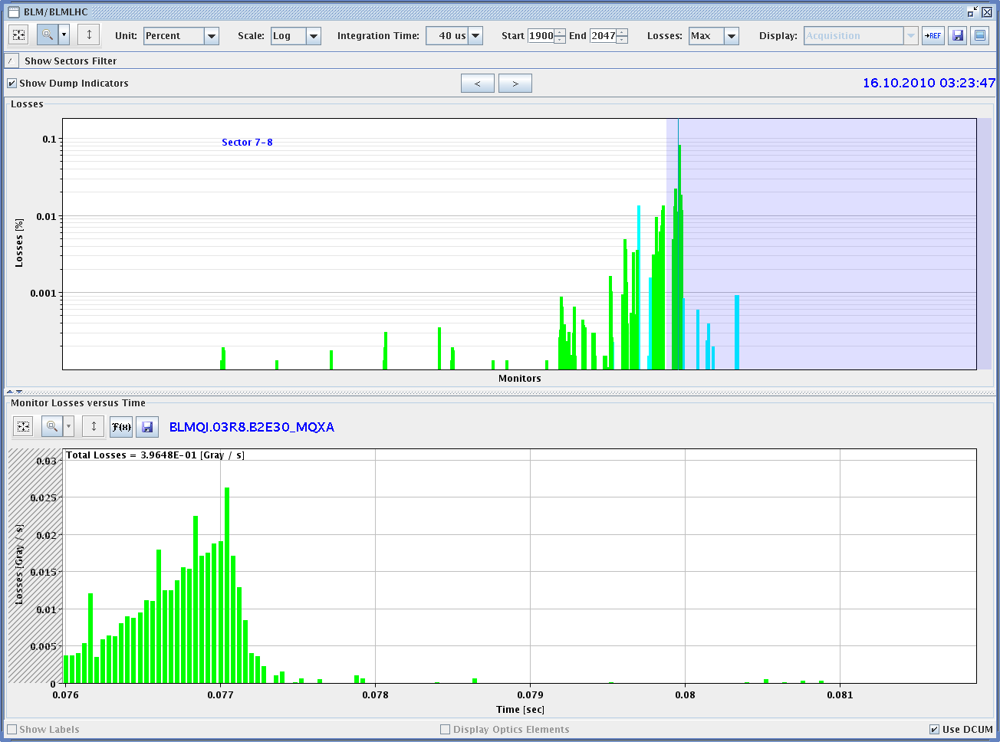 BLM/BLMLHC
Unit: Percent Scale: Log Integration Time: 40 us Start 1900 End 2047 Losses: Max Display: Acquisition →REF
Show Sectors Filter
Show Dump Indicators < > 16.10.2010 03:23:47
Losses
Sector 7-8
0.1
0.01
0.001
Losses [%]
Monitors
Monitor Losses versus Time
F(x) BLMQI.03R8.B2E30_MQXA
Total Losses = 3.9648E-01 [Gray / s]
0.03
0.025
0.02
0.015
0.01
0.005
0
Losses [Gray / s]
0.076 0.077 0.078 0.079 0.08 0.081
Time [sec]
Show Labels Display Optics Elements Use DCUM